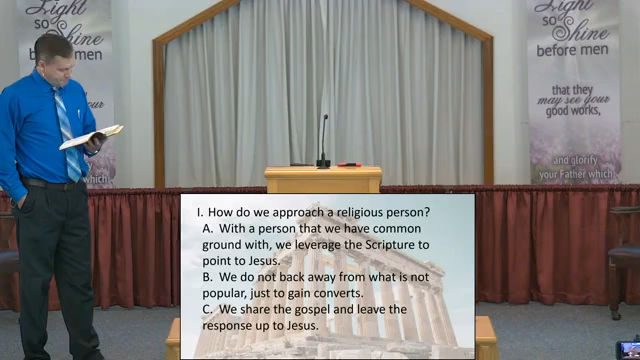 Light
so
Shine
before men
which
Light
so
Shine
before men
that they
may see your
good works,
and glorify
your Father which
I. How do we approach a religious person?
A. With a person that we have common
ground with, we leverage the Scripture to
point to Jesus.
B. We do not back away from what is not
popular, just to gain converts.
C. We share the gospel and leave the
response up to Jesus.